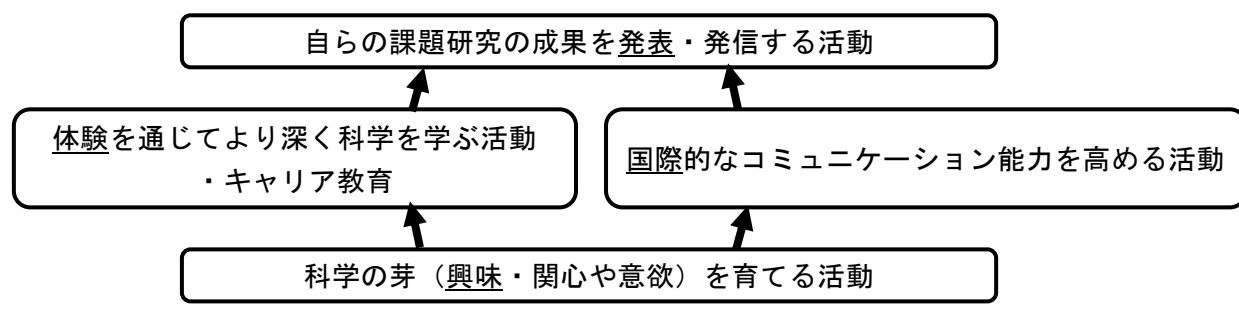 自らの課題研究の成果を発表・発信する活動
体験を通じてより深く科学を学ぶ活動
・キャリア教育
国際的なコミュニケーション能力を高める活動
科学の芽（興味・関心や意欲）を育てる活動